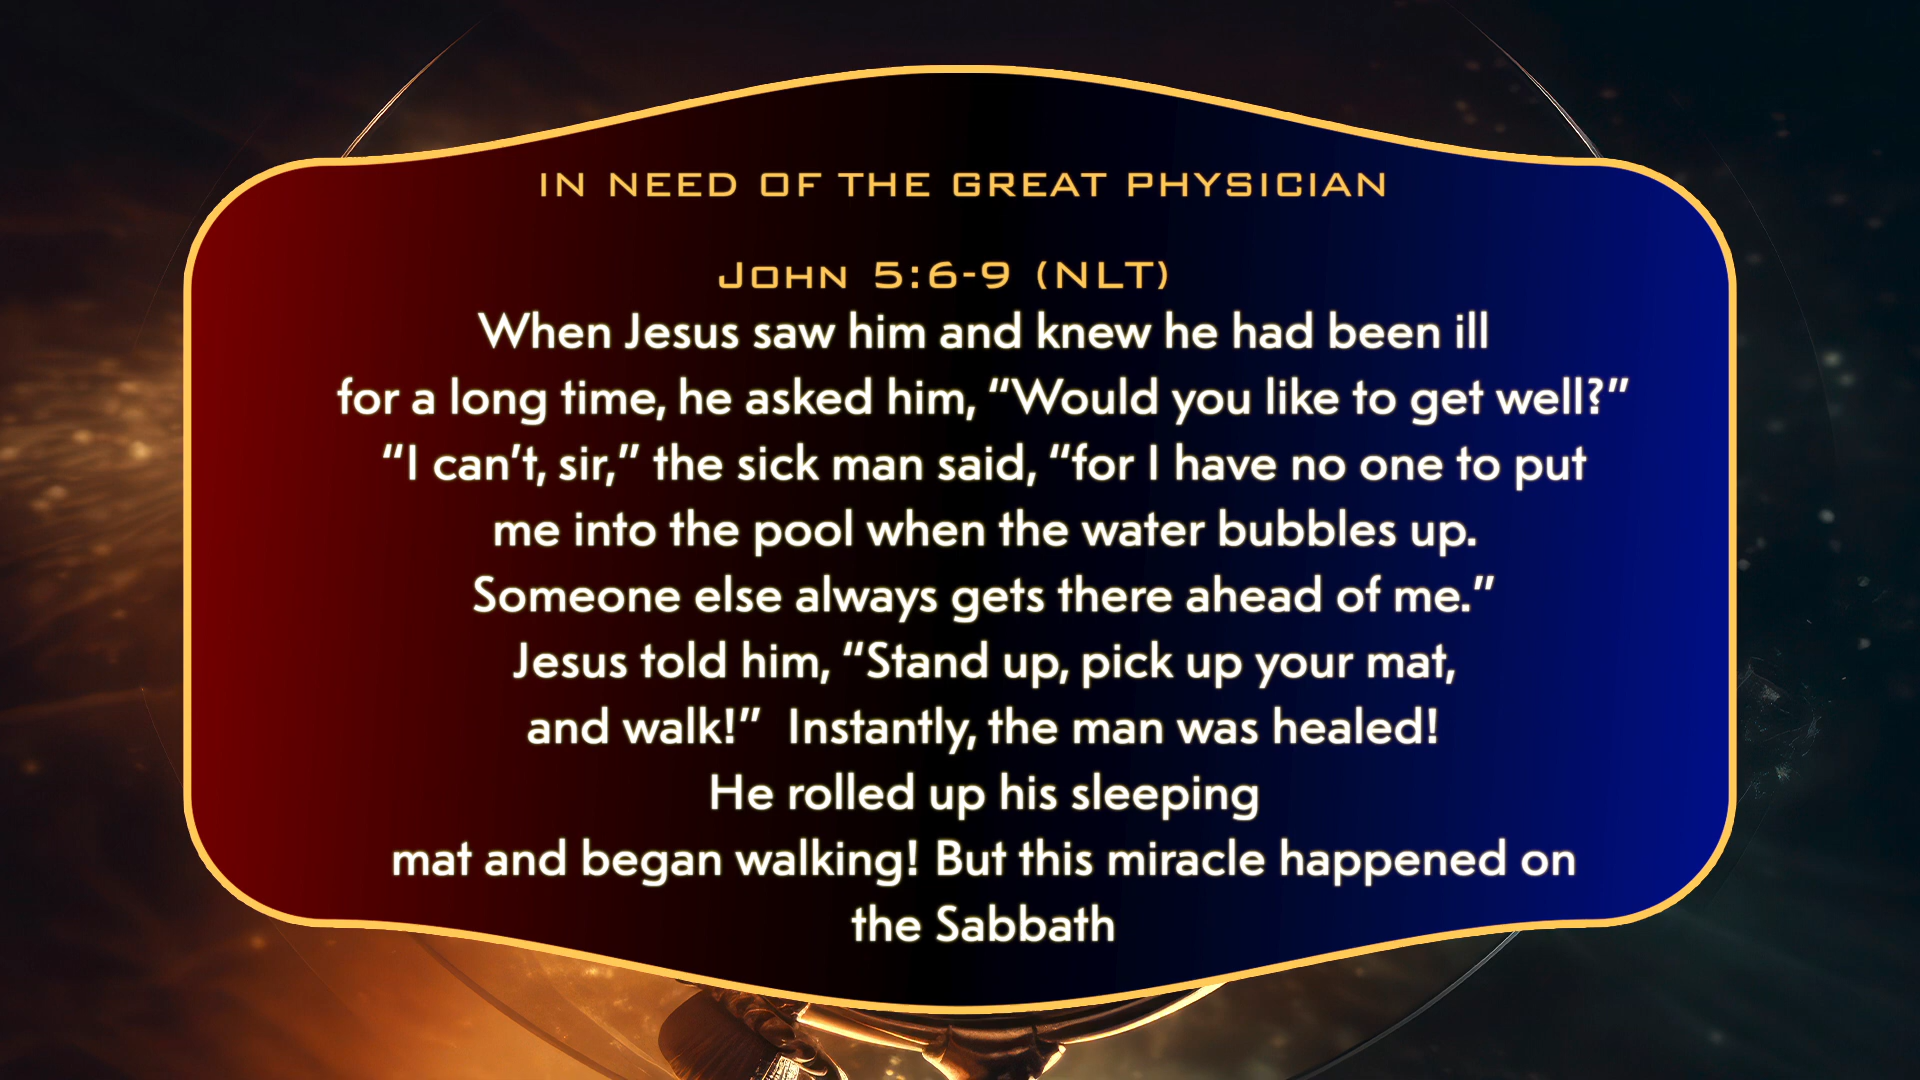 IN NEED OF THE GREAT PHYSICIAN
John 5:6-9 (NLT)
When Jesus saw him and knew he had been ill
for a long time, he asked him, “Would you like to get well?”
“I can’t, sir,” the sick man said, “for I have no one to put
me into the pool when the water bubbles up.
Someone else always gets there ahead of me.”
Jesus told him, “Stand up, pick up your mat,
and walk!”  Instantly, the man was healed!
He rolled up his sleeping
mat and began walking! But this miracle happened on
the Sabbath